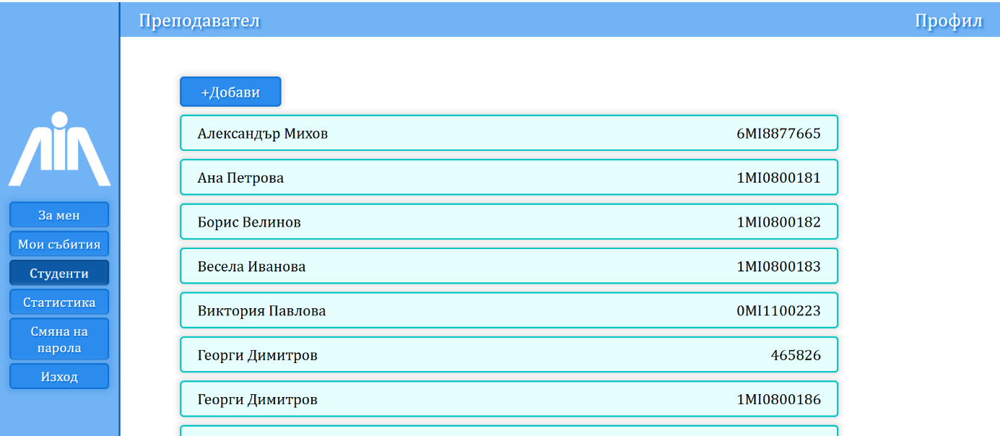 Преподавател
Профил
За мен
Мои събития
Студенти
Статистика
Смяна на
парола
Изход
+Добави
Александър Михов 6MI8877665
Ана Петрова 1MI0800181
Борис Велинов 1MI0800182
Весела Иванова 1MI0800183
Виктория Павлова 0MI1100223
Георги Димитров 465826
Георги Димитров 1MI0800186